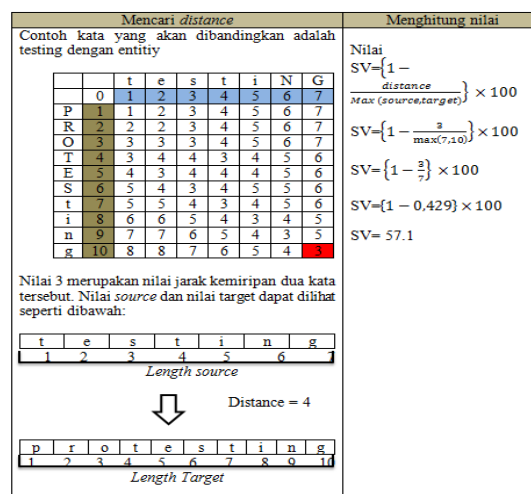 Mencari distance
Menghitung nilai
Contoh kata yang akan dibandingkan adalah
testing dengan entitiy
t e s t i N G
0 1 2 3 4 5 6 7
P 1 1 2 3 4 5 6 7
R 2 2 2 3 4 5 6 7
O 3 3 3 3 4 5 6 7
T 4 3 4 4 3 4 5 6
E 5 4 3 4 4 4 5 6
S 6 5 4 3 4 5 5 6
t 7 5 5 4 3 4 5 6
i 8 6 6 5 4 3 4 5
n 9 7 7 6 5 4 3 5
g 10 8 8 7 6 5 4 3
Nilai 3 merupakan nilai jarak kemiripan dua kata
tersebut. Nilai source dan nilai target dapat dilihat
seperti dibawah:
t e s t i n g
1 2 3 4 5 6 7
Length source
Distance = 4
p r o t e s t i n g
1 2 3 4 5 6 7 8 9 10
Length Target
Nilai
SV={1 −
distance
Max (source,target)} × 100
SV={1 − 3/max(7,10)} ×100
SV={1 − 3/7} ×100
SV={1 − 0,429} ×100
SV= 57.1